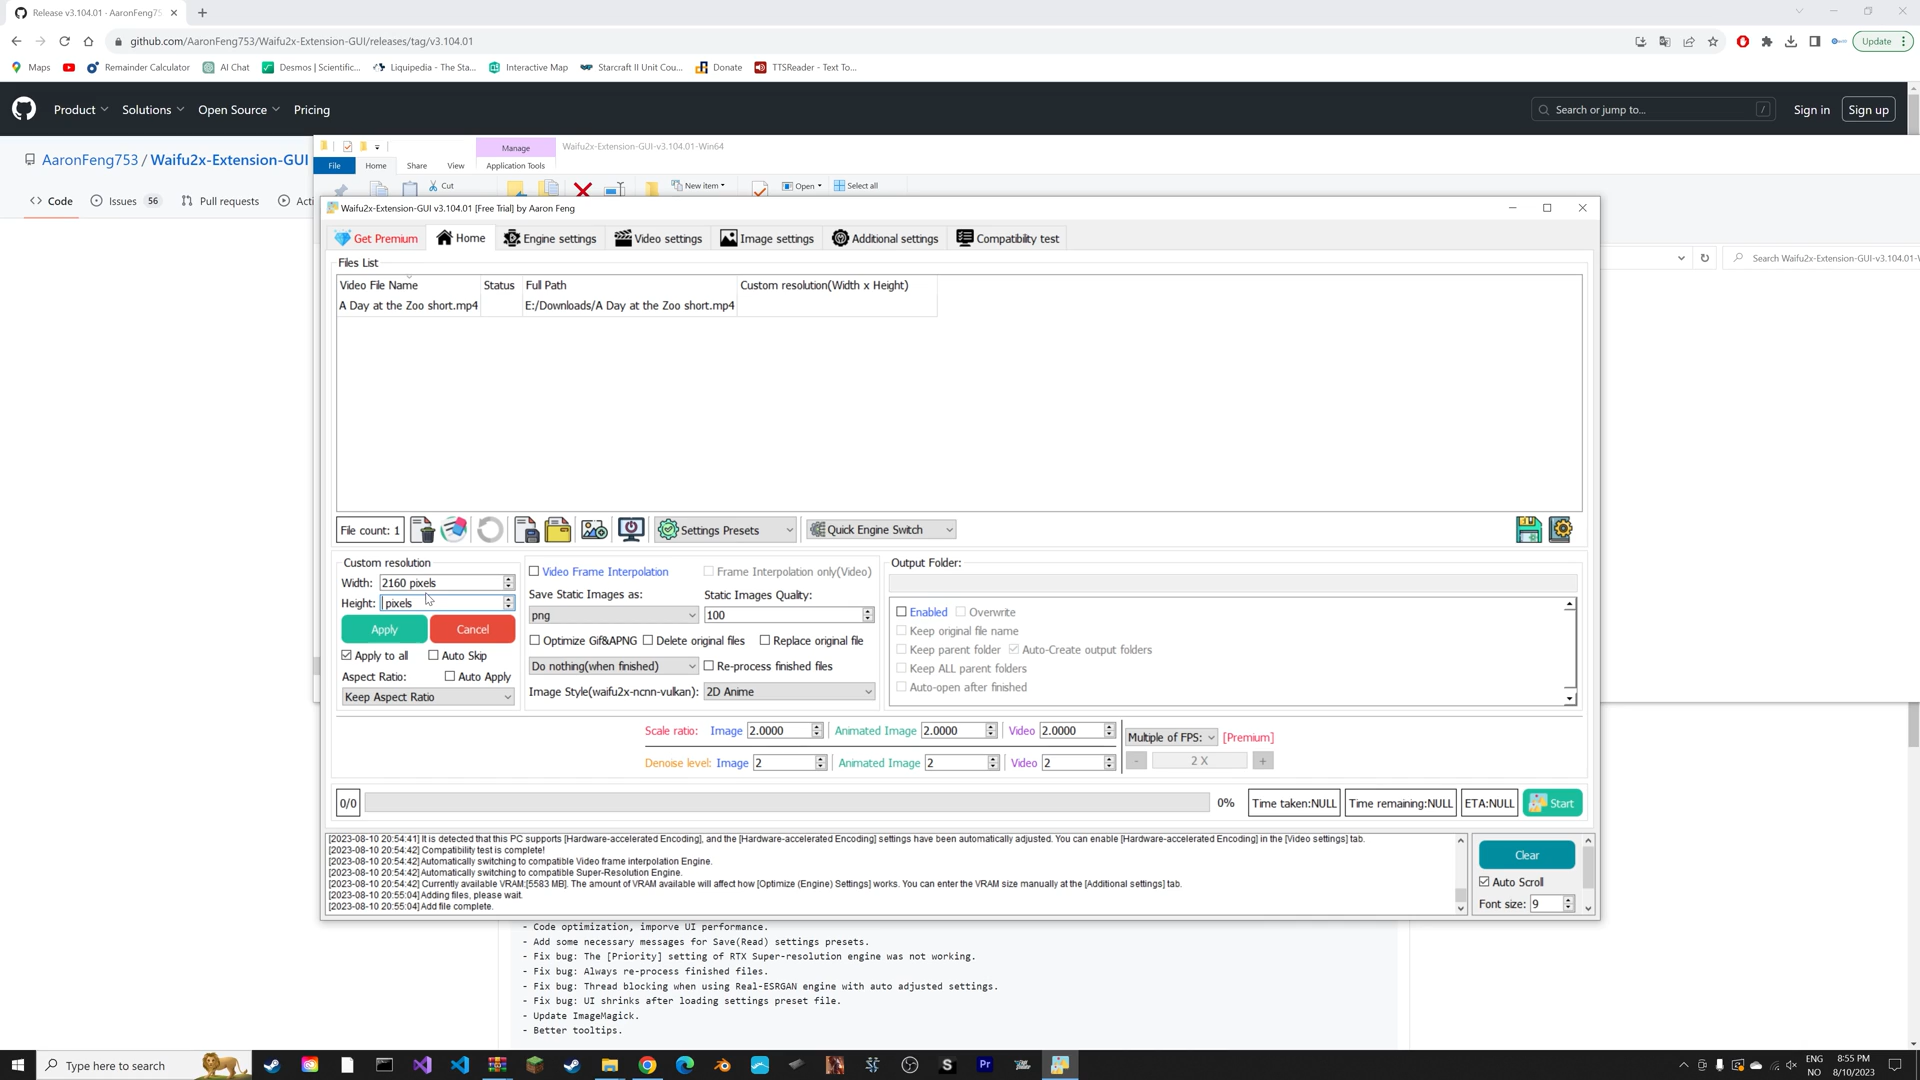 Release v3.104.01 · AaronFeng75
github.com/AaronFeng753/Waifu2x-Extension-GUI/releases/tag/v3.104.01
Update
Maps
Remainder Calculator
AI Chat
Desmos | Scientific...
Liquipedia - The Sta...
Interactive Map
Starcraft II Unit Cou...
Donate
TTSReader - Text To...
Product
Solutions
Open Source
Pricing
Search or jump to...
/
Sign in
Sign up
AaronFeng753 / Waifu2x-Extension-GUI
Code
Issues 56
Pull requests
Manage
Waifu2x-Extension-GUI-v3.104.01-Win64
File
Home
Share
View
Application Tools
Cut
New item
Open
Select all
Search Waifu2x-Extension-GUI-v3.104.01-
Waifu2x-Extension-GUI v3.104.01 [Free Trial] by Aaron Feng
Get Premium
Home
Engine settings
Video settings
Image settings
Additional settings
Compatibility test
Files List
Video File Name
Status
Full Path
Custom resolution(Width x Height)
A Day at the Zoo short.mp4
E:/Downloads/A Day at the Zoo short.mp4
File count: 1
Settings Presets
Quick Engine Switch
Custom resolution
Width: 2160 pixels
Height: pixels
Apply
Cancel
Apply to all
Auto Skip
Aspect Ratio:
Auto Apply
Keep Aspect Ratio
Video Frame Interpolation
Frame Interpolation only(Video)
Save Static Images as:
Static Images Quality:
png
100
Optimize Gif&APNG
Delete original files
Replace original file
Do nothing(when finished)
Re-process finished files
Image Style(waifu2x-ncnn-vulkan):
2D Anime
Output Folder:
Enabled
Overwrite
Keep original file name
Keep parent folder
Auto-Create output folders
Keep ALL parent folders
Auto-open after finished
Scale ratio: Image 2.0000 Animated Image 2.0000 Video 2.0000
Denoise level: Image 2 Animated Image 2 Video 2
Multiple of FPS: [Premium]
- 2 X +
0/0
0%
Time taken:NULL
Time remaining:NULL
ETA:NULL
Start
[2023-08-10 20:54:41] It is detected that this PC supports [Hardware-accelerated Encoding], and the [Hardware-accelerated Encoding] settings have been automatically adjusted. You can enable [Hardware-accelerated Encoding] in the [Video settings] tab.
[2023-08-10 20:54:42] Compatibility test is complete!
[2023-08-10 20:54:42] Automatically switching to compatible Video frame interpolation Engine.
[2023-08-10 20:54:42] Automatically switching to compatible Super-Resolution Engine.
[2023-08-10 20:54:42] Currently available VRAM:[5583 MB]. The amount of VRAM available will affect how [Optimize (Engine) Settings] works. You can enter the VRAM size manually at the [Additional settings] tab.
[2023-08-10 20:55:04] Adding files, please wait.
[2023-08-10 20:55:04] Add file complete.
Clear
Auto Scroll
Font size: 9
- Code optimization, imporve UI performance.
- Add some necessary messages for Save(Read) settings presets.
- Fix bug: The [Priority] setting of RTX Super-resolution engine was not working.
- Fix bug: Always re-process finished files.
- Fix bug: Thread blocking when using Real-ESRGAN engine with auto adjusted settings.
- Fix bug: UI shrinks after loading settings preset file.
- Update ImageMagick.
- Better tooltips.
Type here to search
Pr
ENG
NO
8:55 PM
8/10/2023